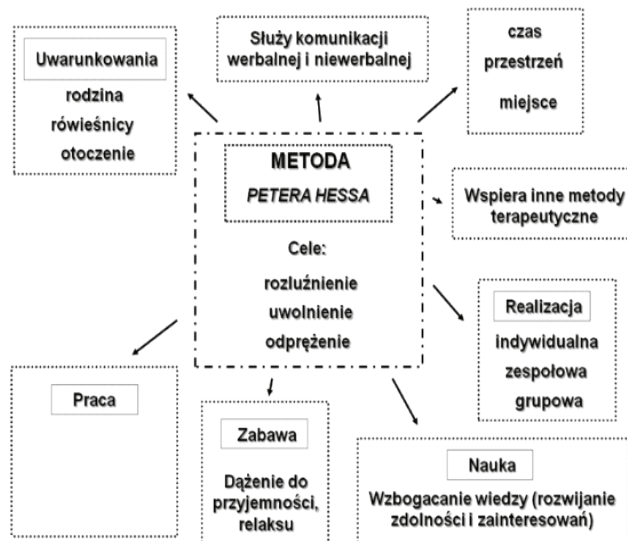 Uwarunkowania
rodzina
rówieśnicy
otoczenie
Służy komunikacji
werbalnej i niewerbalnej
czas
przestrzeń
miejsce
METODA
PETERA HESSA
Cele:
rozluźnienie
uwolnienie
odprężenie
Wspiera inne metody
terapeutyczne
Realizacja
indywidualna
zespołowa
grupowa
Praca
Zabawa
Dążenie do
przyjemności,
relaksu
Nauka
Wzbogacanie wiedzy (rozwijanie
zdolności i zainteresowań)